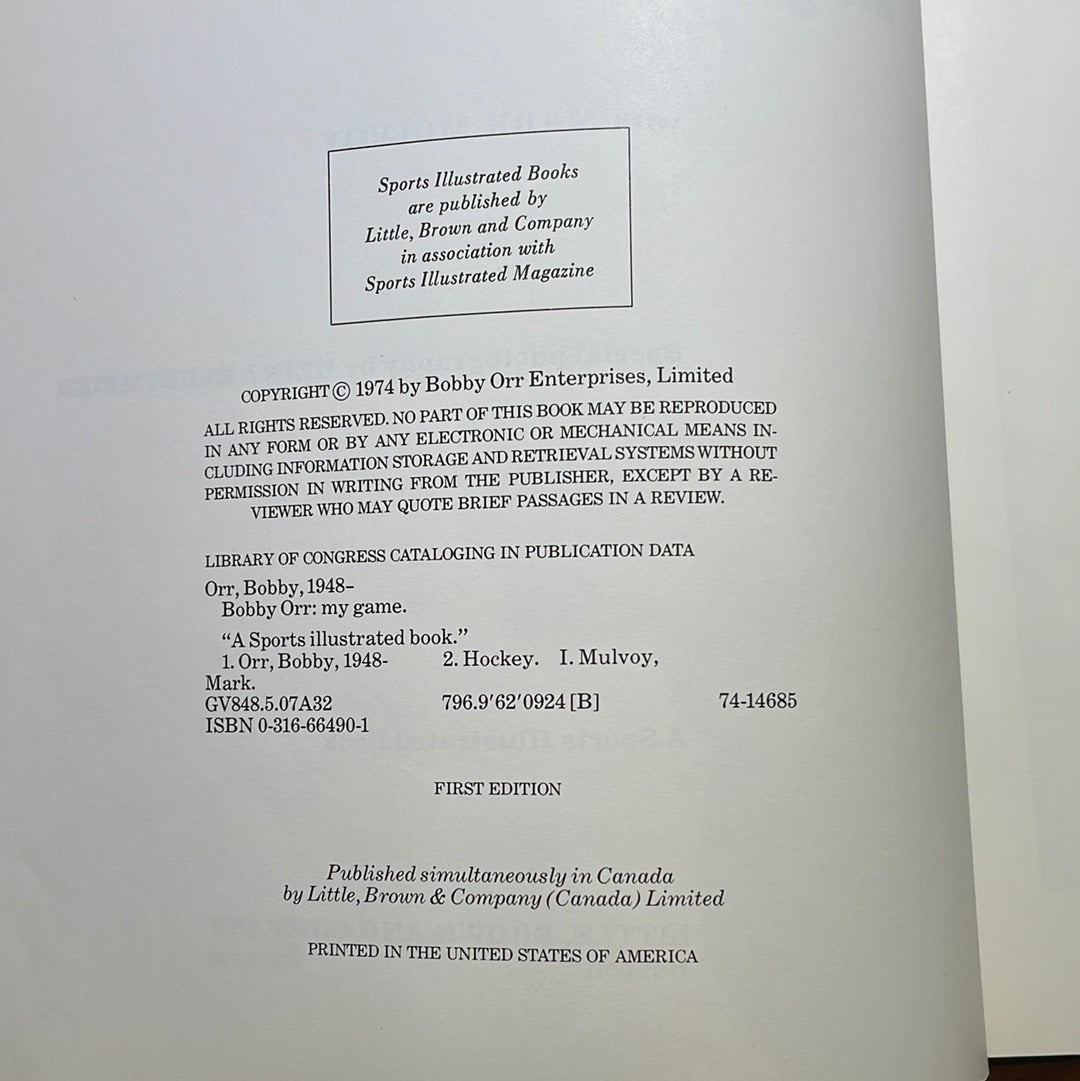 Sports Illustrated Books
are published by
Little, Brown and Company
in association with
Sports Illustrated Magazine
COPYRIGHT © 1974 by Bobby Orr Enterprises, Limited
ALL RIGHTS RESERVED. NO PART OF THIS BOOK MAY BE REPRODUCED
IN ANY FORM OR BY ANY ELECTRONIC OR MECHANICAL MEANS IN-
CLUDING INFORMATION STORAGE AND RETRIEVAL SYSTEMS WITHOUT
PERMISSION IN WRITING FROM THE PUBLISHER, EXCEPT BY A RE-
VIEWER WHO MAY QUOTE BRIEF PASSAGES IN A REVIEW.
LIBRARY OF CONGRESS CATALOGING IN PUBLICATION DATA
Orr, Bobby, 1948–
Bobby Orr: my game.
“A Sports illustrated book.”
1. Orr, Bobby, 1948- 2. Hockey. I. Mulvoy,
Mark.
GV848.5.07A32 796.9′62′0924 [B] 74-14685
ISBN 0-316-66490-1
FIRST EDITION
Published simultaneously in Canada
by Little, Brown & Company (Canada) Limited
PRINTED IN THE UNITED STATES OF AMERICA